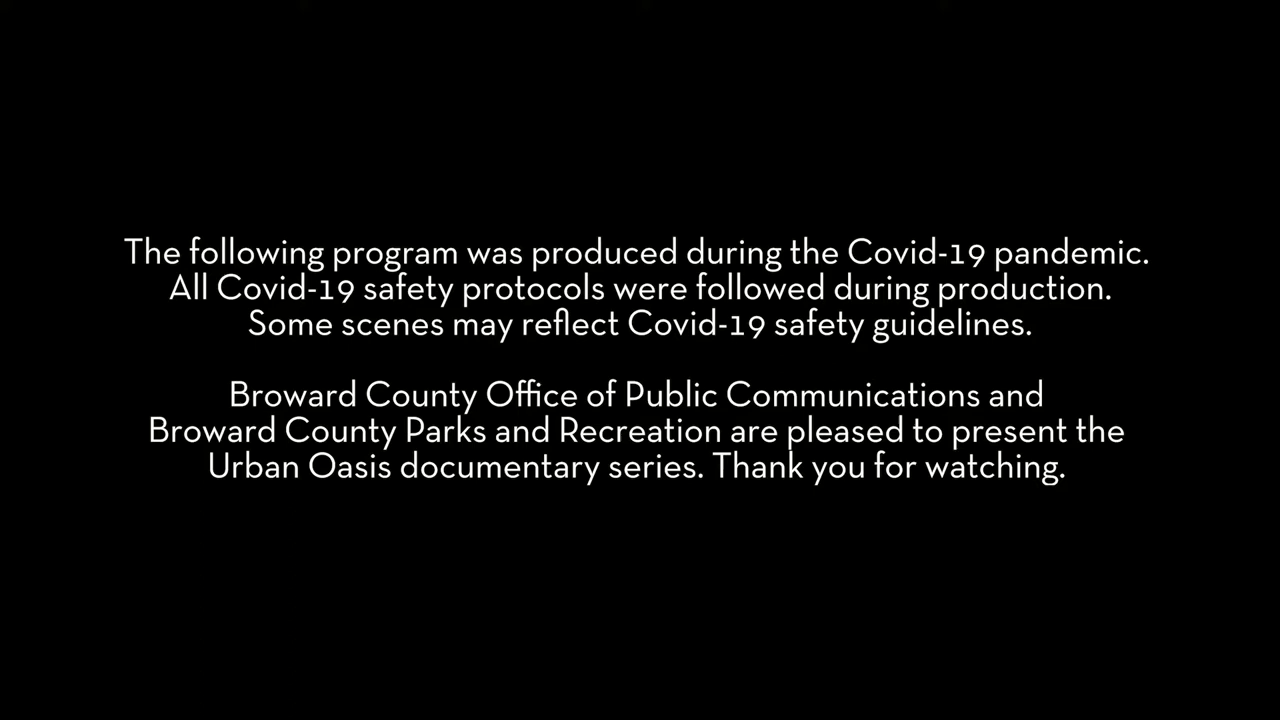 The following program was produced during the Covid-19 pandemic.
All Covid-19 safety protocols were followed during production.
Some scenes may reflect Covid-19 safety guidelines.
Broward County Office of Public Communications and
Broward County Parks and Recreation are pleased to present the
Urban Oasis documentary series. Thank you for watching.